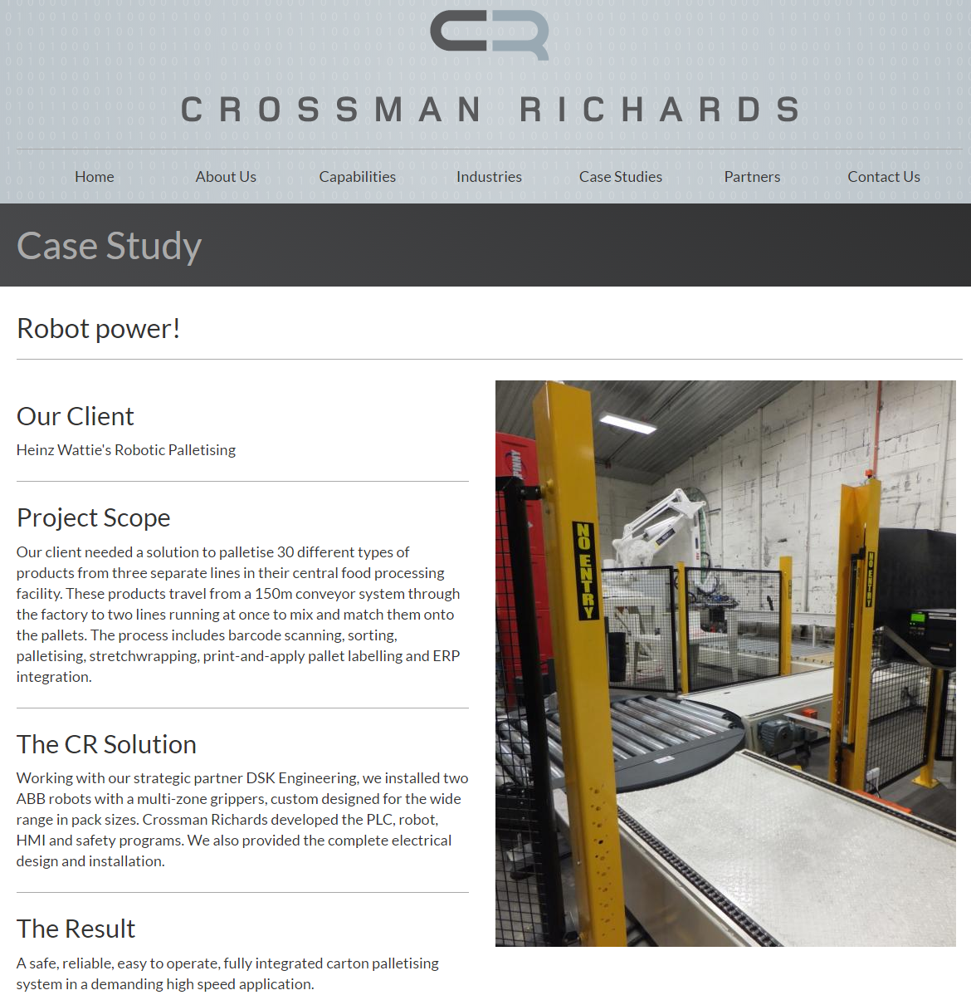 CR
CROSSMAN RICHARDS
Home About Us Capabilities Industries Case Studies Partners Contact Us
Case Study
Robot power!
Our Client
Heinz Wattie's Robotic Palletising
Project Scope
Our client needed a solution to palletise 30 different types of
products from three separate lines in their central food processing
facility. These products travel from a 150m conveyor system through
the factory to two lines running at once to mix and match them onto
the pallets. The process includes barcode scanning, sorting,
palletising, stretchwrapping, print-and-apply pallet labelling and ERP
integration.
The CR Solution
Working with our strategic partner DSK Engineering, we installed two
ABB robots with a multi-zone grippers, custom designed for the wide
range in pack sizes. Crossman Richards developed the PLC, robot,
HMI and safety programs. We also provided the complete electrical
design and installation.
The Result
A safe, reliable, easy to operate, fully integrated carton palletising
system in a demanding high speed application.
NO ENTRY
NO ENTRY